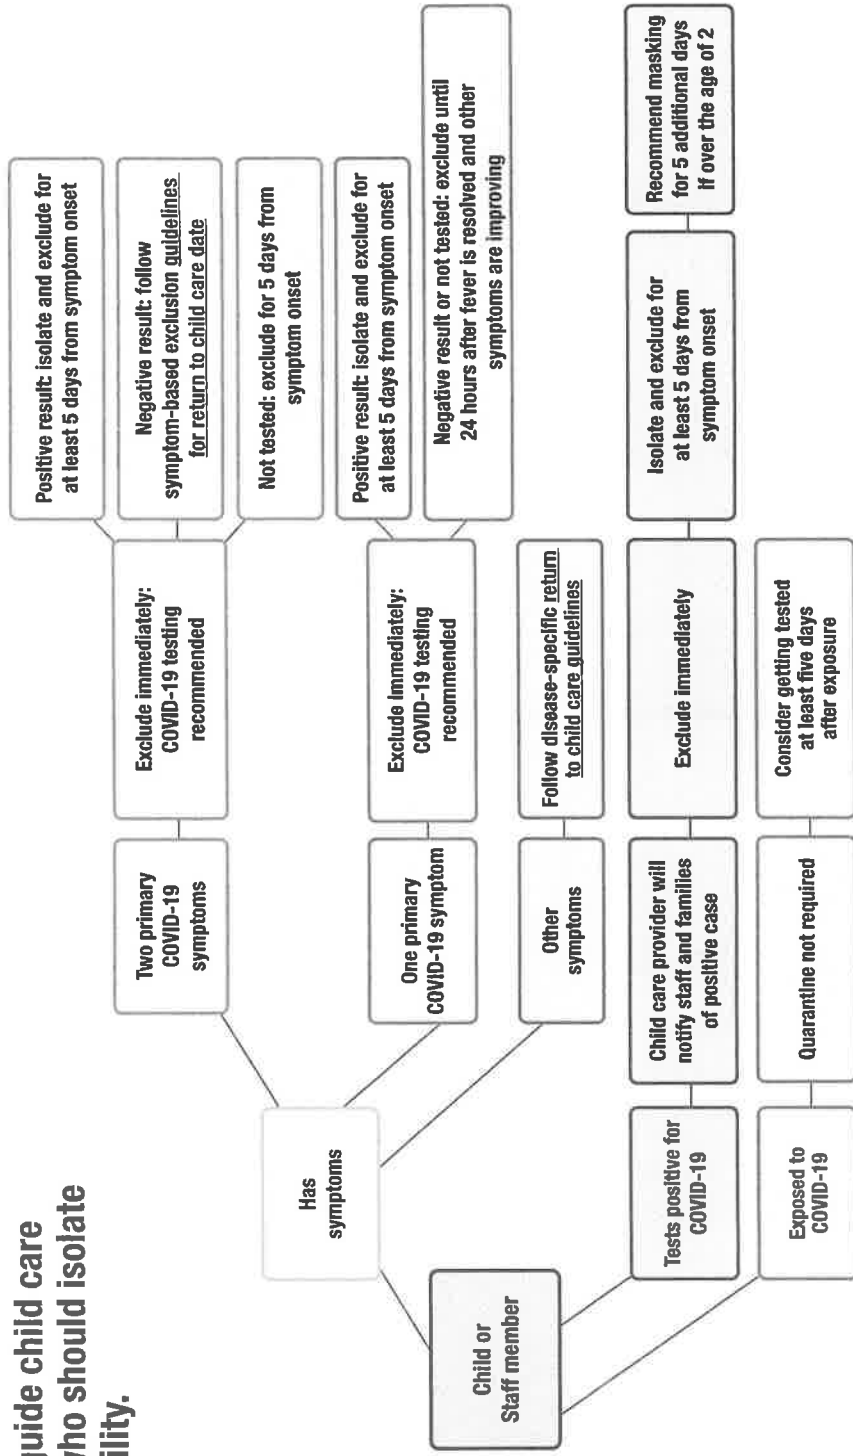 guide child care
who should isolate
ility.
Child or
Staff member
Has
symptoms
Two primary
COVID-19
symptoms
Exclude immediately:
COVID-19 testing
recommended
Positive result: isolate and exclude for
at least 5 days from symptom onset
Negative result: follow
symptom-based exclusion guidelines
for return to child care date
Not tested: exclude for 5 days from
symptom onset
One primary
COVID-19 symptom
Exclude immediately:
COVID-19 testing
recommended
Positive result: isolate and exclude for
at least 5 days from symptom onset
Negative result or not tested: exclude until
24 hours after fever is resolved and other
symptoms are improving
Other
symptoms
Follow disease-specific return
to child care guidelines
Tests positive for
COVID-19
Child care provider will
notify staff and families
of positive case
Exclude immediately
Isolate and exclude for
at least 5 days from
symptom onset
Recommend masking
for 5 additional days
if over the age of 2
Exposed to
COVID-19
Quarantine not required
Consider getting tested
at least five days
after exposure